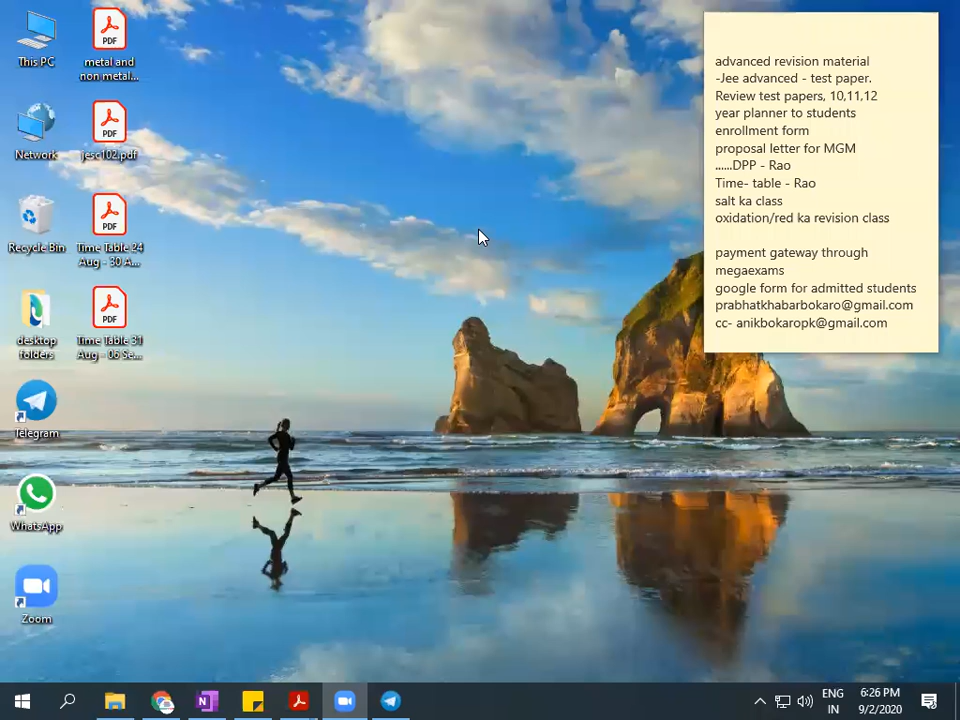 This PC
PDF
metal and
non metal...
Network
PDF
jesc102.pdf
Recycle Bin
PDF
Time Table 24
Aug - 30 A...
desktop
folders
PDF
Time Table 31
Aug - 06 Se...
Telegram
WhatsApp
Zoom
advanced revision material
-Jee advanced - test paper.
Review test papers, 10,11,12
year planner to students
enrollment form
proposal letter for MGM
......DPP - Rao
Time- table - Rao
salt ka class
oxidation/red ka revision class
payment gateway through
megaexams
google form for admitted students
prabhatkhabarbokaro@gmail.com
cc- anikbokaropk@gmail.com
N
ENG
IN
6:26 PM
9/2/2020